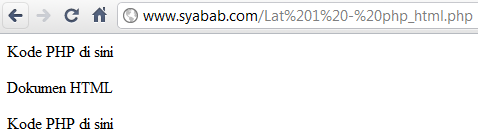 www.syabab.com/Lat%201%20-%20php_html.php
Kode PHP di sini
Dokumen HTML
Kode PHP di sini